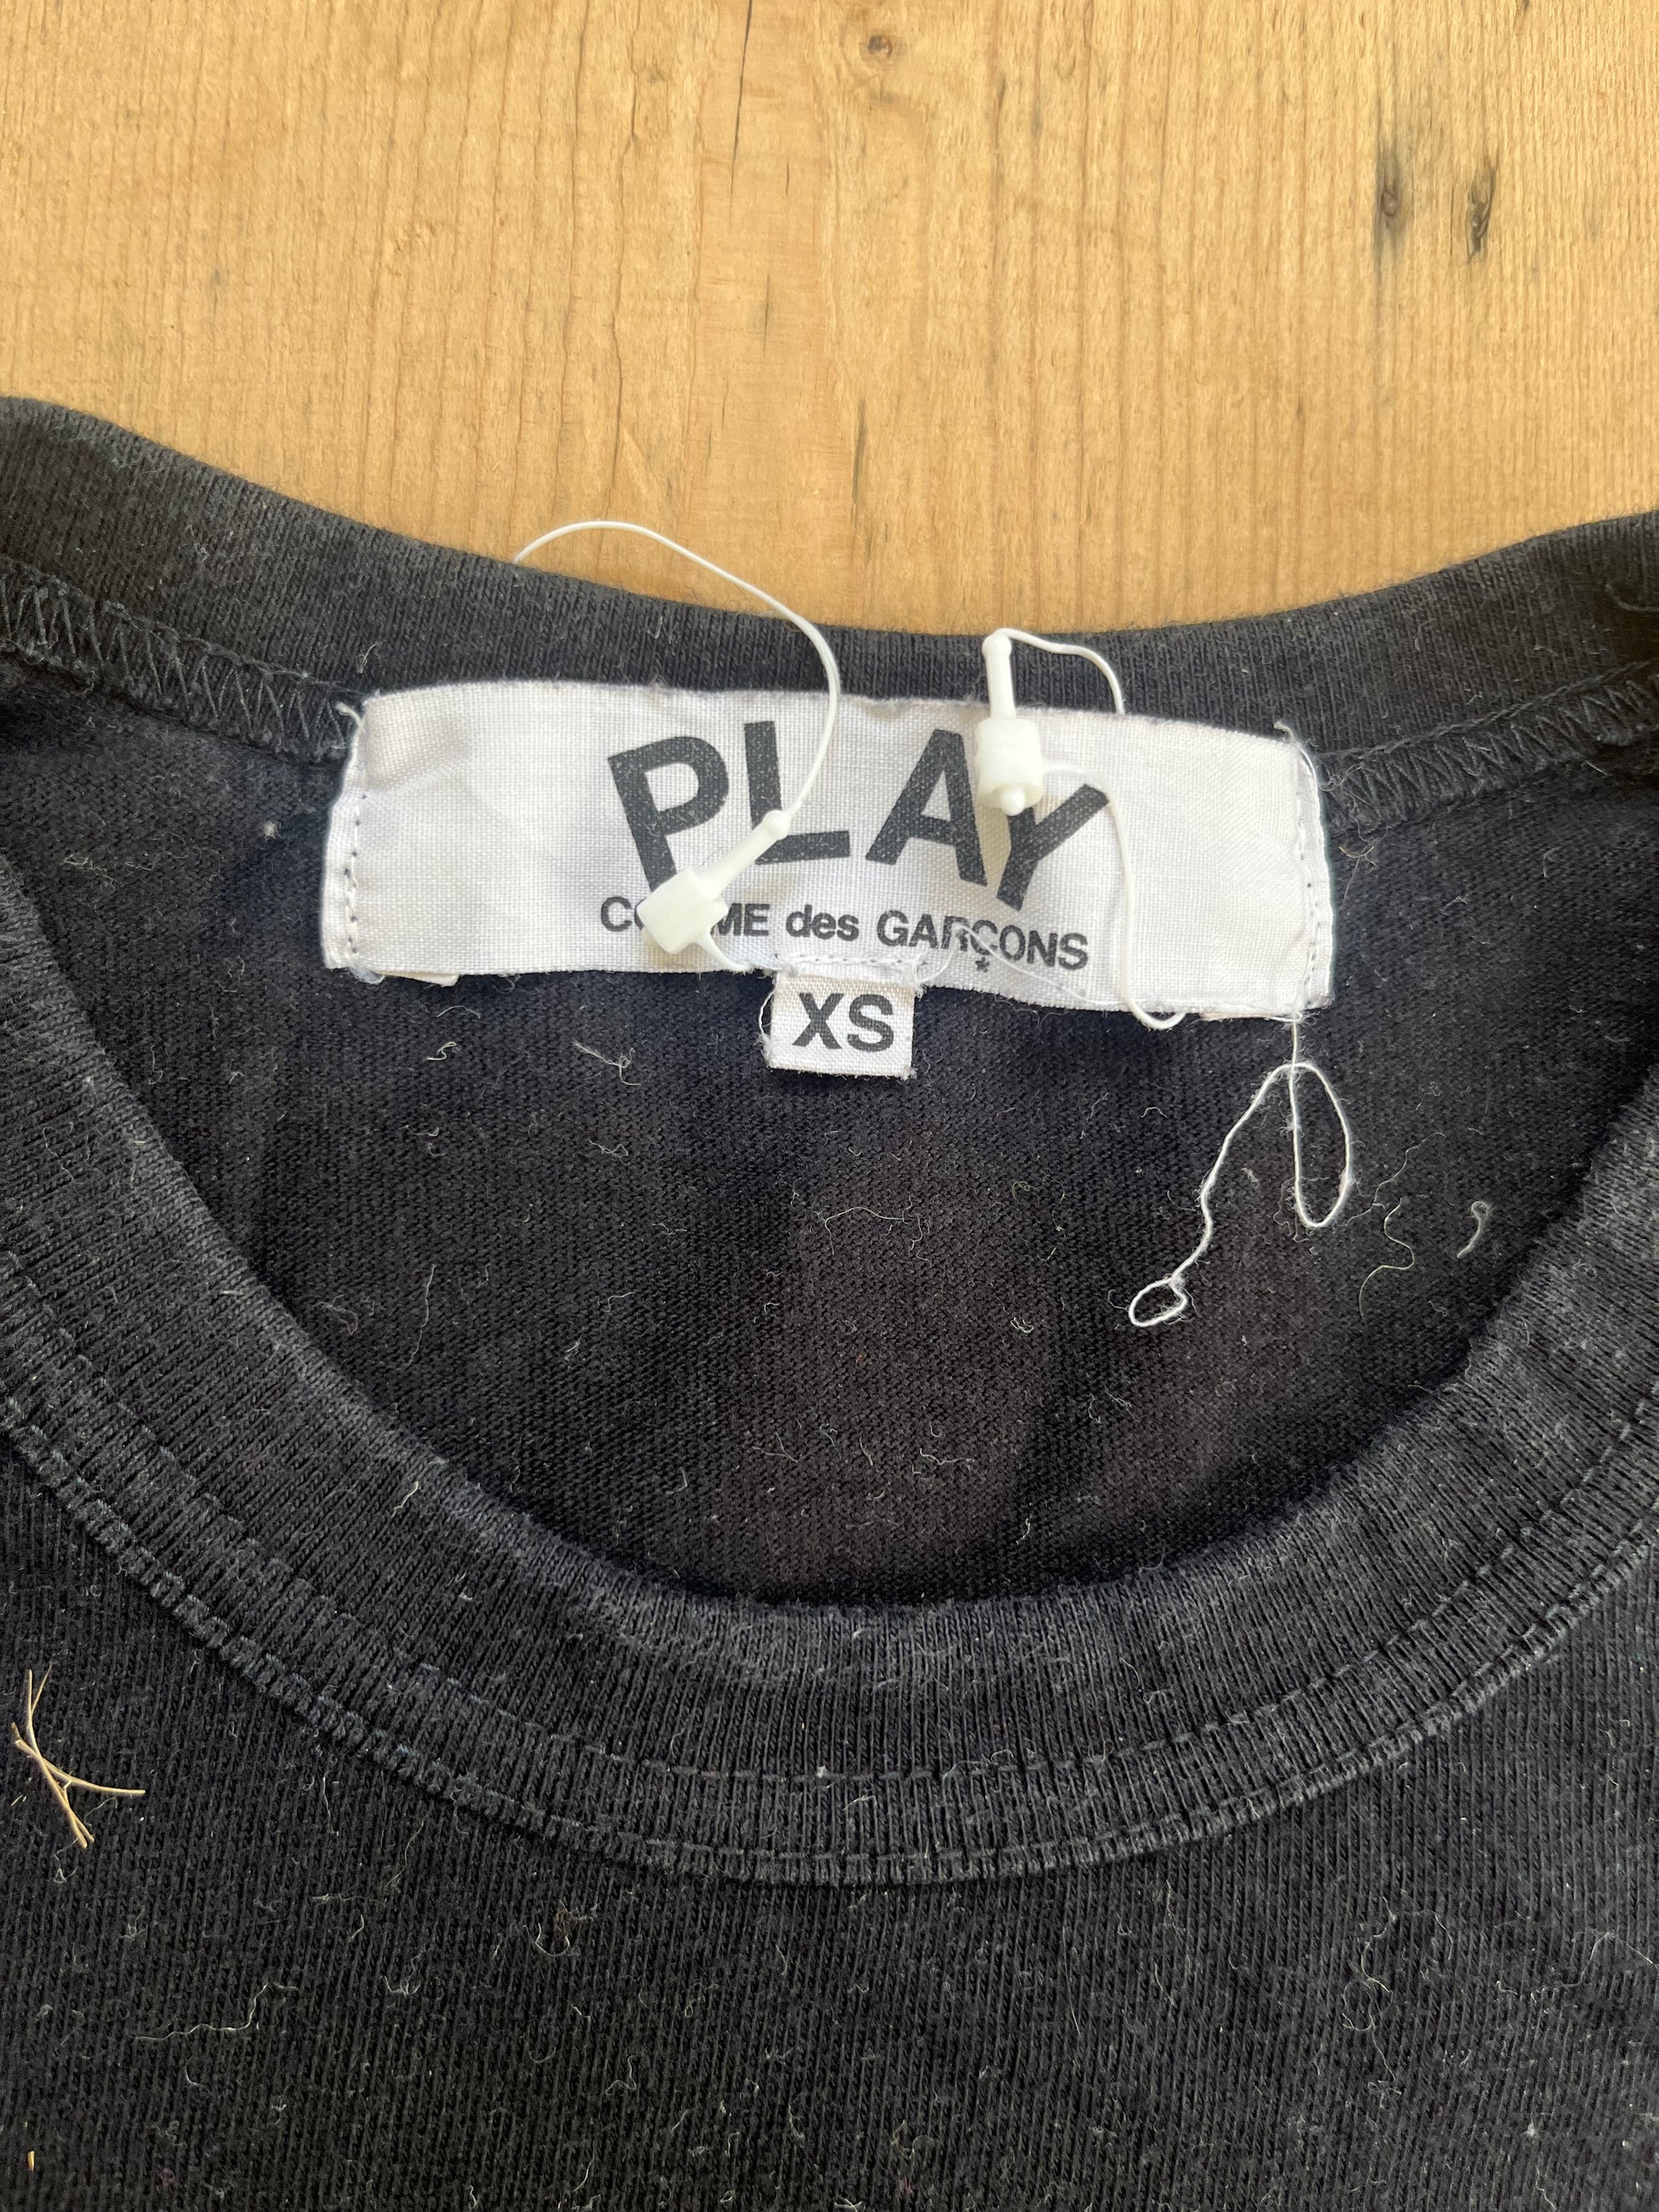 PLAY
COMME des GARÇONS
*
XS